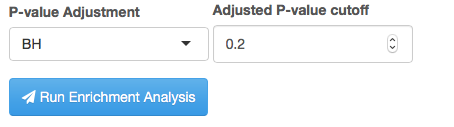 P-value Adjustment
Adjusted P-value cutoff
BH
0.2
Run Enrichment Analysis